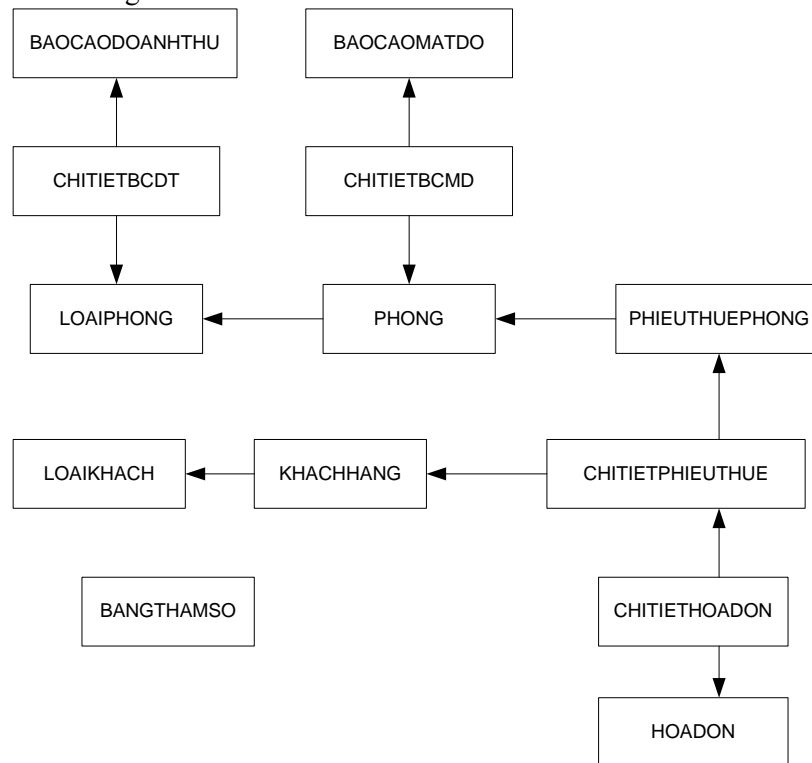 BAOCAODOANHTHU
BAOCAOMATDO
CHITIETBCDT
CHITIETBCMD
LOAIPHONG
PHONG
PHIEUTHUEPHONG
LOAIKHACH
KHACHHANG
CHITIETPHIEUTHUE
BANGTHAMSO
CHITIETHOADON
HOADON